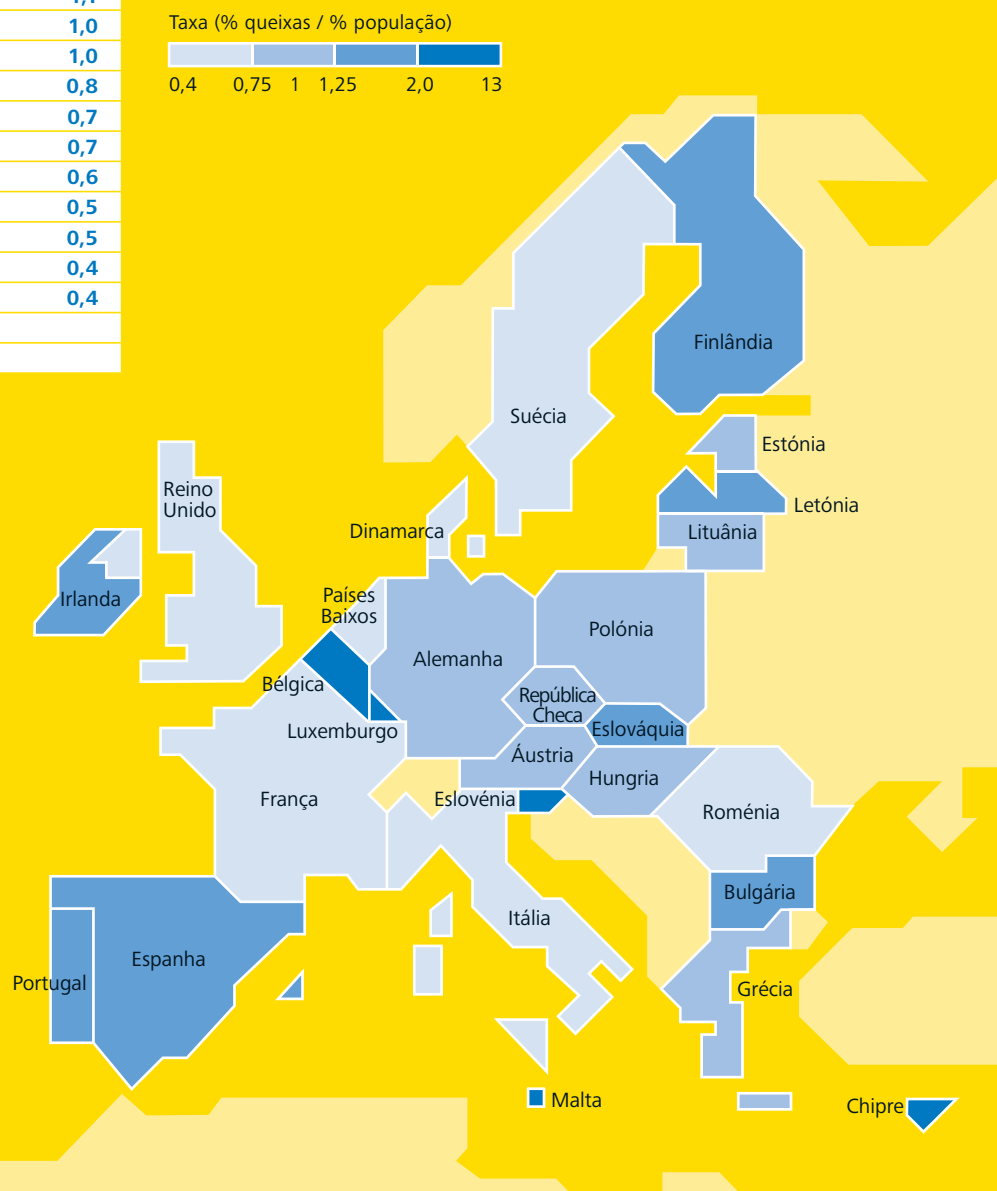 1,0
1,0
0,8
0,7
0,7
0,6
0,5
0,5
0,4
0,4
Taxa (% queixas / % população)
0,4 0,75 1 1,25 2,0 13
Finlândia
Suécia
Estónia
Letónia
Lituânia
Reino
Unido
Dinamarca
Irlanda
Países
Baixos
Polónia
Alemanha
Bélgica
República
Checa
Luxemburgo
Eslováquia
Áustria
Hungria
França
Eslovénia
Roménia
Bulgária
Itália
Espanha
Portugal
Grécia
Malta
Chipre